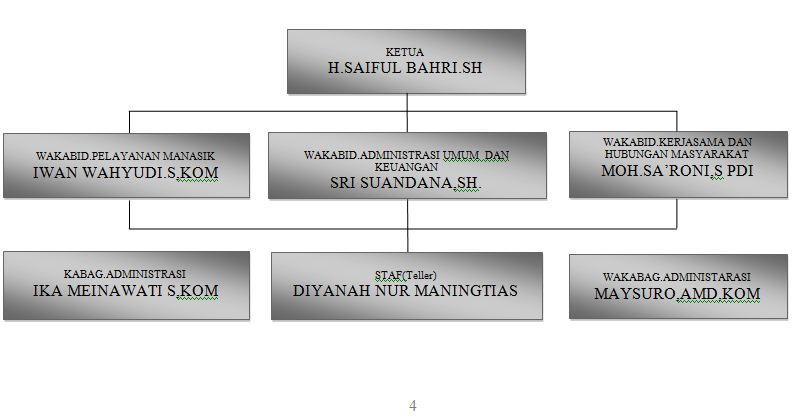 KETUA
H.SAIFUL BAHRI.SH
WAKABID.PELAYANAN MANASIK
IWAN WAHYUDI.S,KOM
WAKABID.ADMINISTRASI UMUM DAN
KEUANGAN
SRI SUANDANA,SH.
WAKABID.KERJASAMA DAN
HUBUNGAN MASYARAKAT
MOH.SA’RONI,S PDI
KABAG.ADMINISTRASI
IKA MEINAWATI S,KOM
STAF(Teller)
DIYANAH NUR MANINGTIAS
WAKABAG.ADMINISTARASI
MAYSURO,AMD,KOM
4